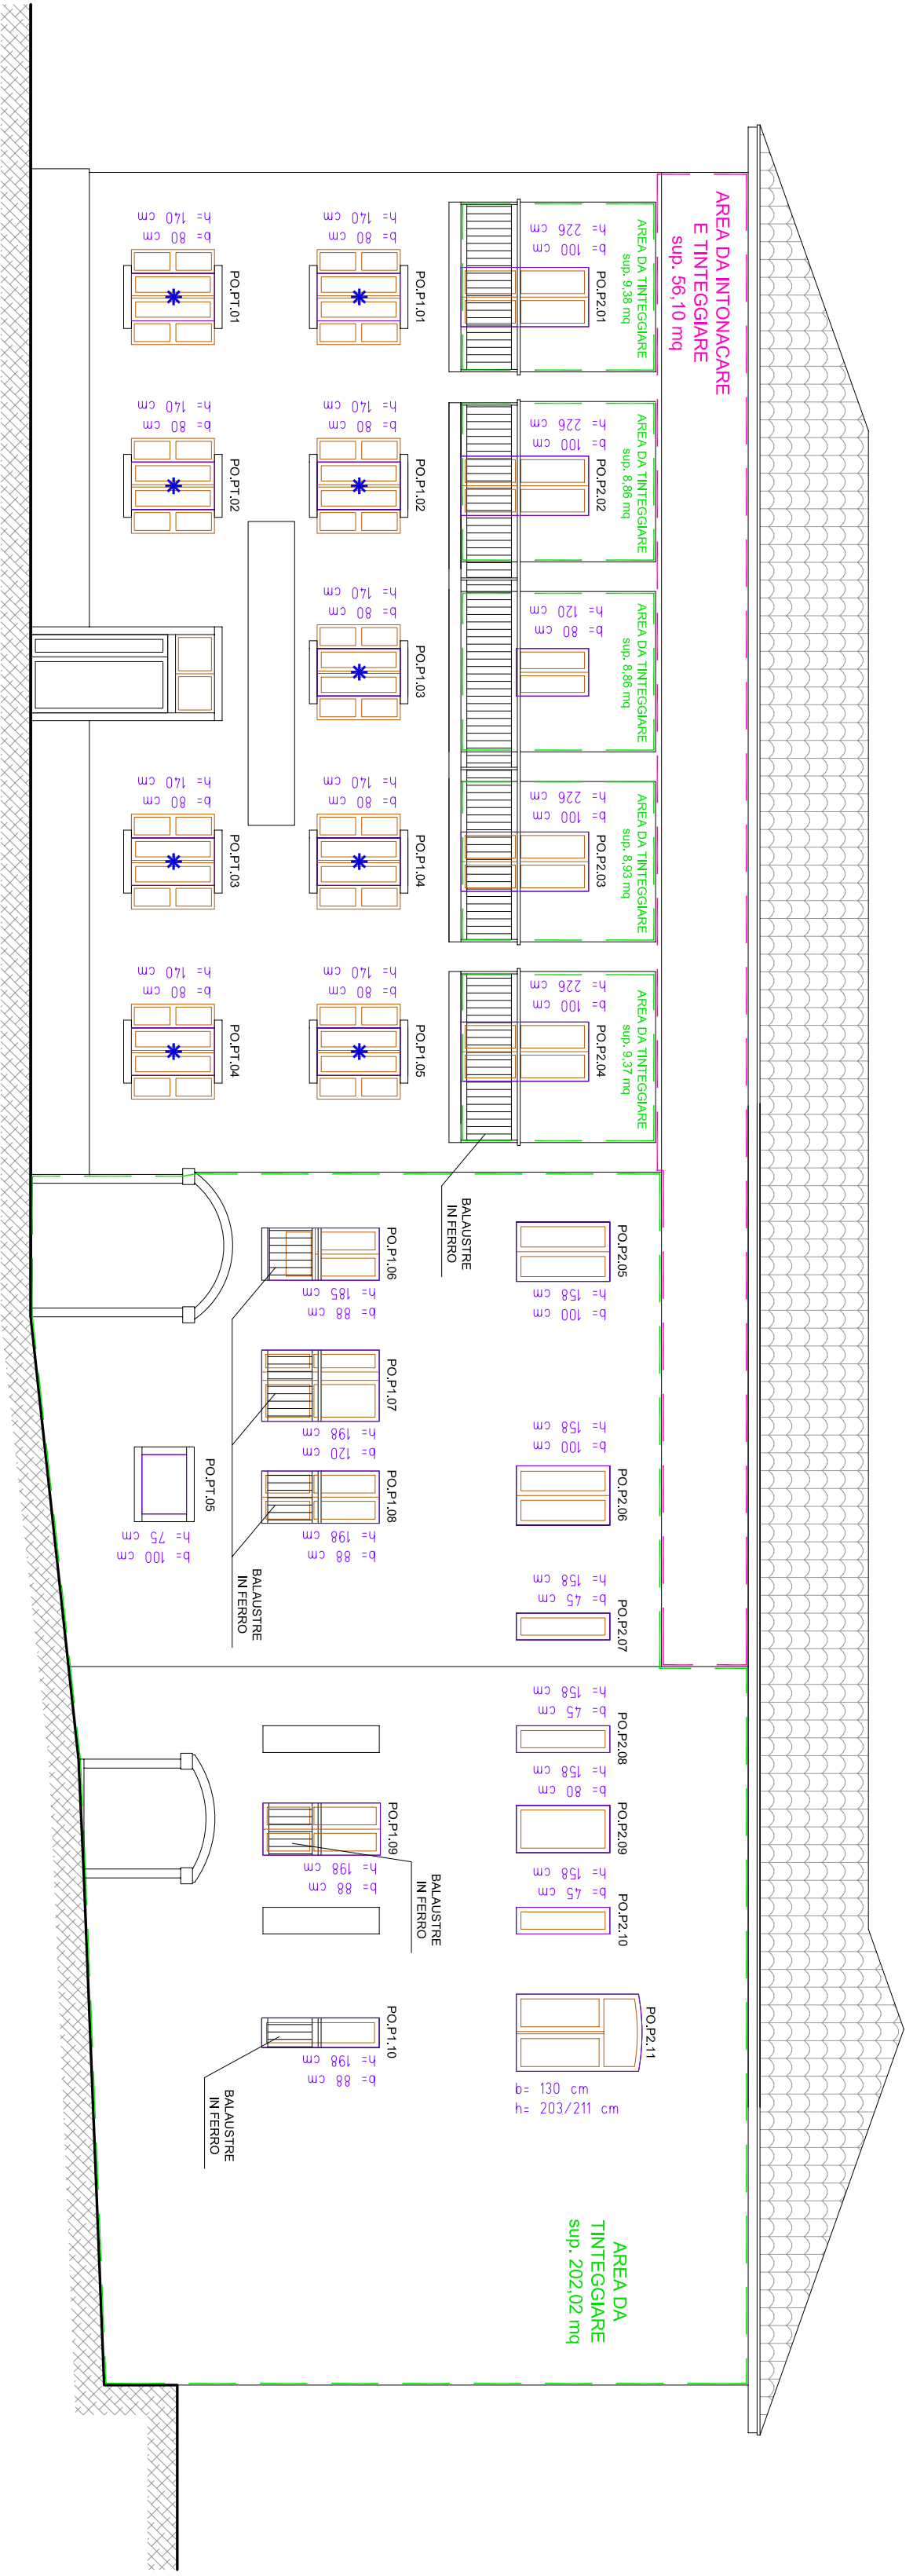 AREA DA INTONACARE
E TINTEGGIARE
sup. 56,10 mq
AREA DA TINTEGGIARE
sup. 9,38 mq
AREA DA TINTEGGIARE
sup. 8,86 mq
AREA DA TINTEGGIARE
sup. 8,86 mq
AREA DA TINTEGGIARE
sup. 8,93 mq
AREA DA TINTEGGIARE
sup. 9,37 mq
PO.P2.01
b= 100 cm
h= 226 cm
PO.P2.02
b= 100 cm
h= 226 cm
b= 80 cm
h= 120 cm
PO.P2.03
b= 100 cm
h= 226 cm
PO.P2.04
b= 100 cm
h= 226 cm
PO.P2.05
b= 100 cm
h= 158 cm
PO.P2.06
b= 100 cm
h= 158 cm
PO.P2.07
b= 45 cm
h= 158 cm
PO.P2.08
b= 45 cm
h= 158 cm
PO.P2.09
b= 80 cm
h= 158 cm
PO.P2.10
b= 45 cm
h= 158 cm
PO.P2.11
b= 130 cm
h= 203/211 cm
AREA DA
TINTEGGIARE
sup. 202,02 mq
BALAUSTRE
IN FERRO
PO.P1.01
b= 80 cm
h= 140 cm
PO.P1.02
b= 80 cm
h= 140 cm
PO.P1.03
b= 80 cm
h= 140 cm
PO.P1.04
b= 80 cm
h= 140 cm
PO.P1.05
b= 80 cm
h= 140 cm
PO.P1.06
b= 88 cm
h= 185 cm
PO.P1.07
b= 120 cm
h= 198 cm
PO.P1.08
b= 88 cm
h= 198 cm
PO.P1.09
b= 88 cm
h= 198 cm
PO.P1.10
b= 88 cm
h= 198 cm
BALAUSTRE
IN FERRO
BALAUSTRE
IN FERRO
BALAUSTRE
IN FERRO
PO.PT.01
b= 80 cm
h= 140 cm
PO.PT.02
b= 80 cm
h= 140 cm
PO.PT.03
b= 80 cm
h= 140 cm
PO.PT.04
b= 80 cm
h= 140 cm
PO.PT.05
b= 100 cm
h= 75 cm